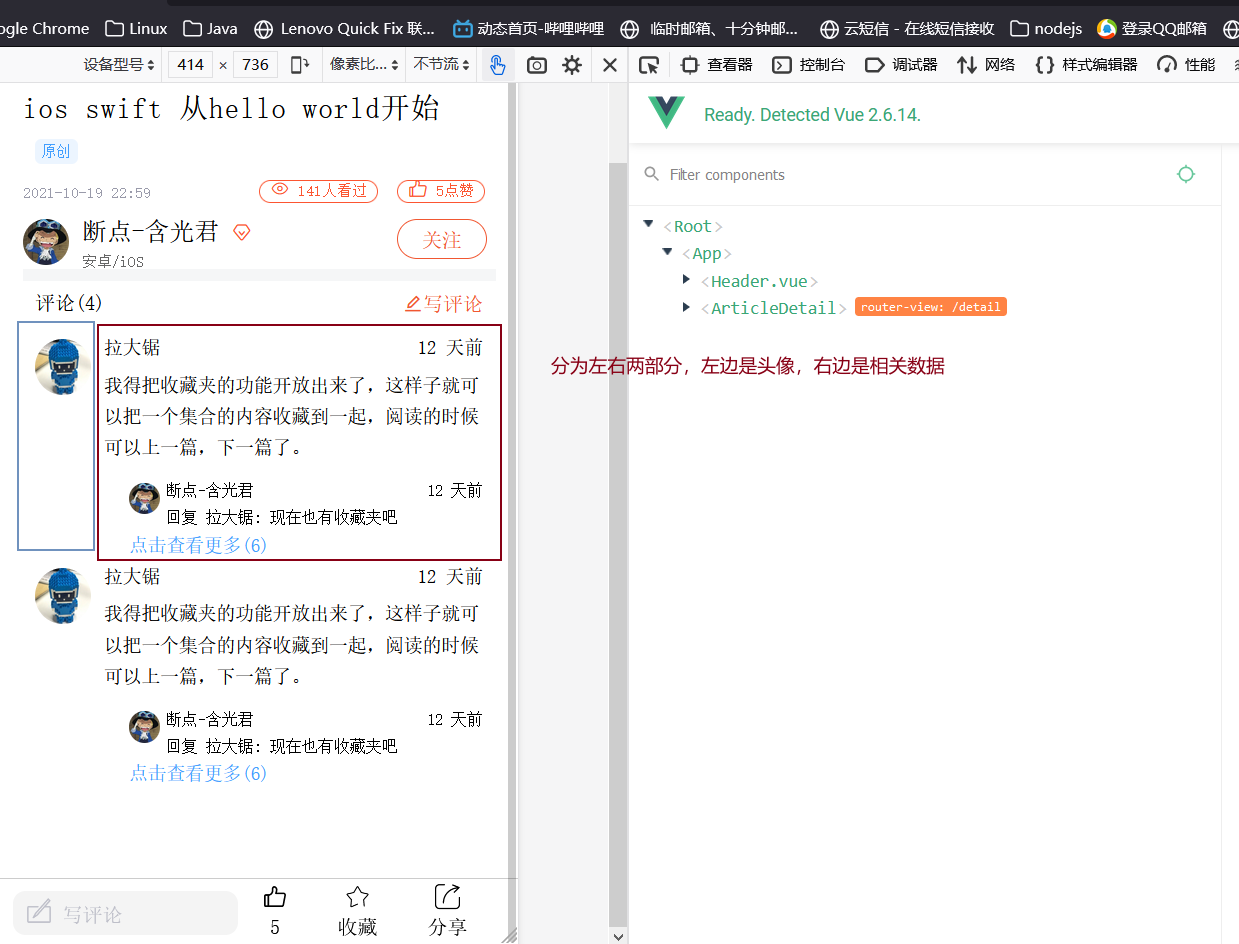 ogle Chrome Linux Java Lenovo Quick Fix 联... 动态首页-哔哩哔哩 临时邮箱、十分钟邮... 云短信 - 在线短信接收 nodejs 登录QQ邮箱
设备型号 414 × 736 像素比... 不节流 查看器 控制台 调试器 网络 样式编辑器 性能
ios swift 从hello world开始
原创
2021-10-19 22:59 141人看过 5点赞
断点-含光君 关注
安卓/iOS
评论(4) 写评论
拉大锯 12 天前
我得把收藏夹的功能开放出来了，这样子就可
以把一个集合的内容收藏到一起，阅读的时候
可以上一篇，下一篇了。
断点-含光君 12 天前
回复 拉大锯：现在也有收藏夹吧
点击查看更多(6)
拉大锯 12 天前
我得把收藏夹的功能开放出来了，这样子就可
以把一个集合的内容收藏到一起，阅读的时候
可以上一篇，下一篇了。
断点-含光君 12 天前
回复 拉大锯：现在也有收藏夹吧
点击查看更多(6)
写评论 5 收藏 分享
Ready. Detected Vue 2.6.14.
Filter components
<Root>
<App>
<Header.vue>
<ArticleDetail> router-view: /detail
分为左右两部分，左边是头像，右边是相关数据